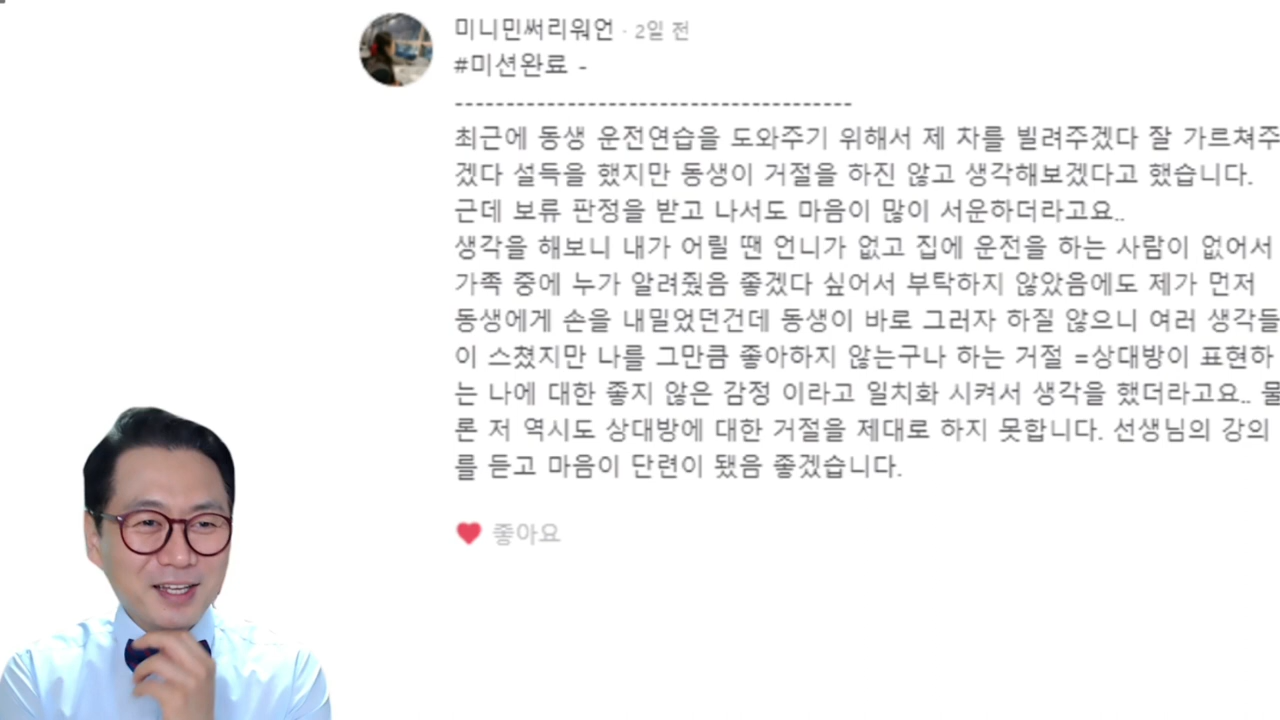 미니민써리워언 · 2일 전
#미션완료 -
---------------------------------------
최근에 동생 운전연습을 도와주기 위해서 제 차를 빌려주겠다 잘 가르쳐주
겠다 설득을 했지만 동생이 거절을 하진 않고 생각해보겠다고 했습니다.
근데 보류 판정을 받고 나서도 마음이 많이 서운하더라고요..
생각을 해보니 내가 어릴 땐 언니가 없고 집에 운전을 하는 사람이 없어서
가족 중에 누가 알려줬음 좋겠다 싶어서 부탁하지 않았음에도 제가 먼저
동생에게 손을 내밀었던건데 동생이 바로 그러자 하질 않으니 여러 생각들
이 스쳤지만 나를 그만큼 좋아하지 않는구나 하는 거절 =상대방이 표현하
는 나에 대한 좋지 않은 감정 이라고 일치화 시켜서 생각을 했더라고요.. 물
론 저 역시도 상대방에 대한 거절을 제대로 하지 못합니다. 선생님의 강의
를 듣고 마음이 단련이 됐음 좋겠습니다.
좋아요